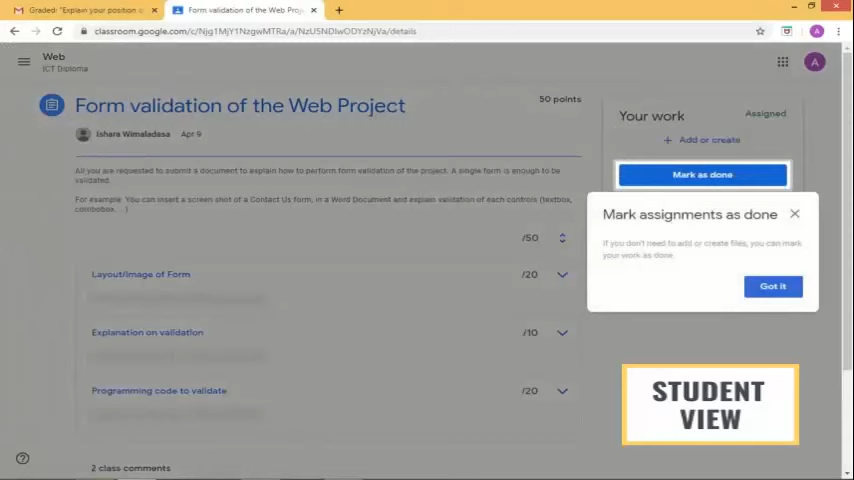 Graded: "Explain your position o
Form validation of the Web Proj
classroom.google.com/c/Njg1MjY1NzgwMTRa/a/NzU5NDIwODYzNjVa/details
Web
ICT Diploma
A
A
Form validation of the Web Project
50 points
Ishara Wimaladasa Apr 9
All you are requested to submit a document to explain how to perform form validation of the project. A single form is enough to be
validated.
For example: You can insert a screen shot of a Contact Us form, in a Word Document and explain validation of each controls (textbox,
combobox, ...)
/50
Layout/Image of Form /20
Explanation on validation /10
Programming code to validate /20
2 class comments
Your work Assigned
+ Add or create
Mark as done
Mark assignments as done
If you don't need to add or create files, you can mark
your work as done.
Got it
STUDENT
VIEW